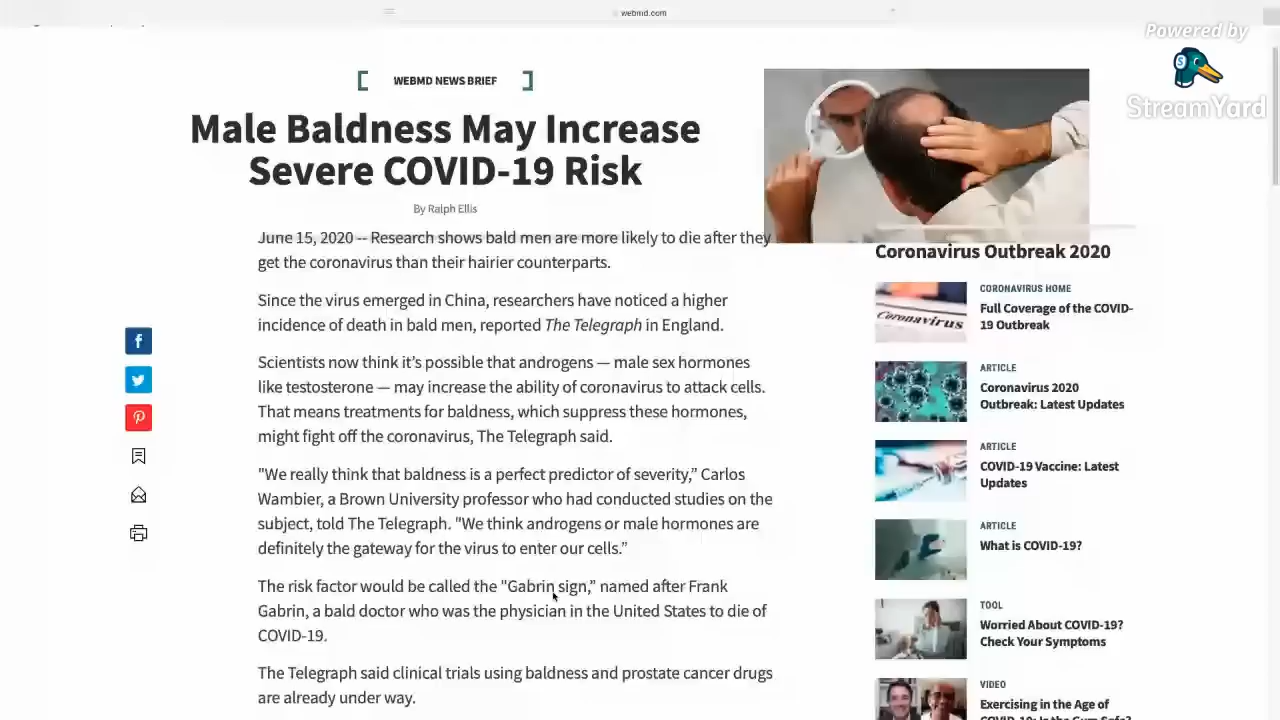 webmd.com
Powered by
StreamYard
WEBMD NEWS BRIEF
Male Baldness May Increase
Severe COVID-19 Risk
By Ralph Ellis
June 15, 2020 -- Research shows bald men are more likely to die after they
get the coronavirus than their hairier counterparts.
Since the virus emerged in China, researchers have noticed a higher
incidence of death in bald men, reported The Telegraph in England.
Scientists now think it’s possible that androgens — male sex hormones
like testosterone — may increase the ability of coronavirus to attack cells.
That means treatments for baldness, which suppress these hormones,
might fight off the coronavirus, The Telegraph said.
"We really think that baldness is a perfect predictor of severity,” Carlos
Wambier, a Brown University professor who had conducted studies on the
subject, told The Telegraph. "We think androgens or male hormones are
definitely the gateway for the virus to enter our cells.”
The risk factor would be called the "Gabrin sign,” named after Frank
Gabrin, a bald doctor who was the physician in the United States to die of
COVID-19.
The Telegraph said clinical trials using baldness and prostate cancer drugs
are already under way.
Coronavirus Outbreak 2020
Coronavirus
CORONAVIRUS HOME
Full Coverage of the COVID-
19 Outbreak
ARTICLE
Coronavirus 2020
Outbreak: Latest Updates
ARTICLE
COVID-19 Vaccine: Latest
Updates
ARTICLE
What is COVID-19?
TOOL
Worried About COVID-19?
Check Your Symptoms
VIDEO
Exercising in the Age of
COVID-19: Is the Gym Safe?